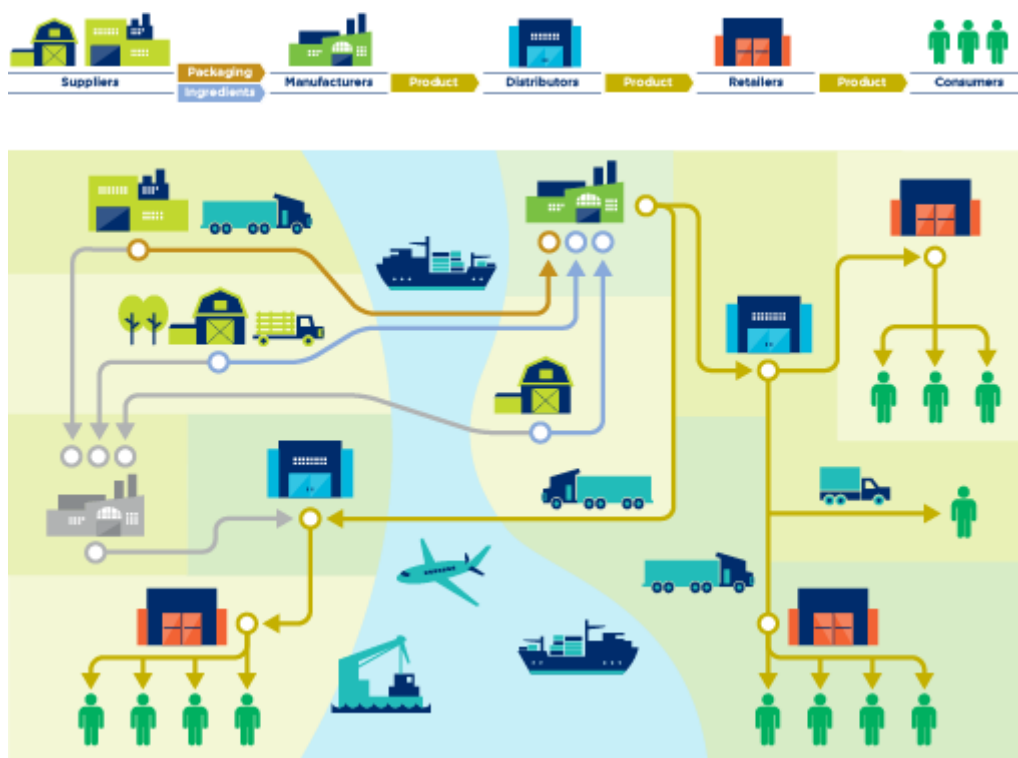 Suppliers
Packaging
Ingredients
Manufacturers
Product
Distributors
Product
Retailers
Product
Consumers